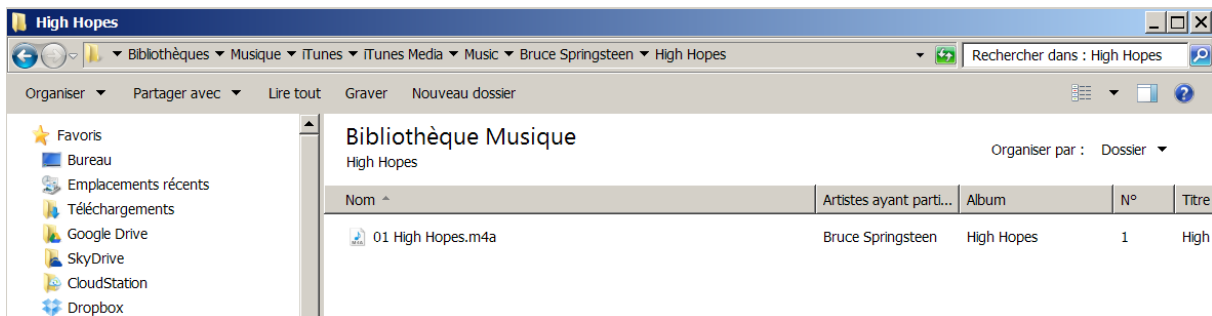 High Hopes
Bibliothèques ▾ Musique ▾ iTunes ▾ iTunes Media ▾ Music ▾ Bruce Springsteen ▾ High Hopes
Rechercher dans : High Hopes
Organiser ▾ Partager avec ▾ Lire tout Graver Nouveau dossier
Favoris
Bureau
Emplacements récents
Téléchargements
Google Drive
SkyDrive
CloudStation
Dropbox
Bibliothèque Musique
High Hopes
Organiser par : Dossier ▾
Nom Artistes ayant parti... Album N° Titre
01 High Hopes.m4a Bruce Springsteen High Hopes 1 High